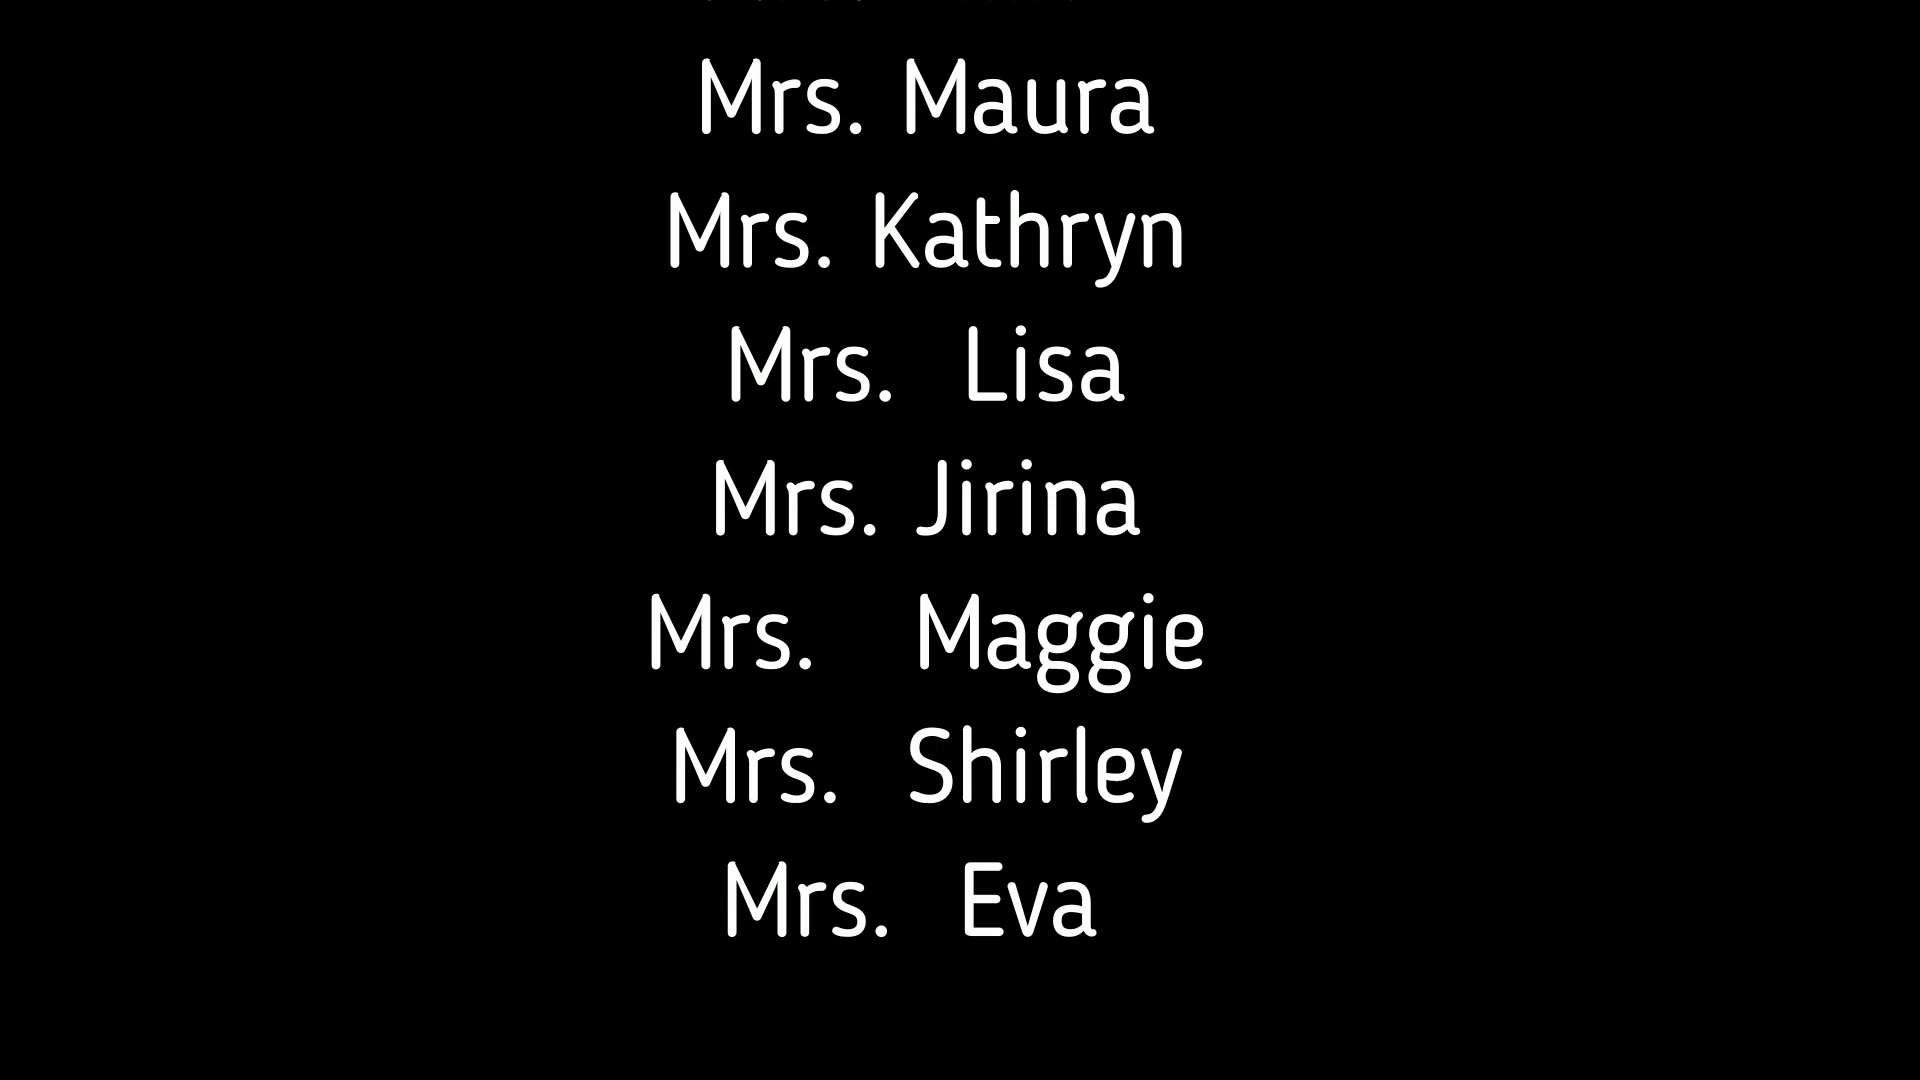 Mrs. Maura
Mrs. Kathryn
Mrs.  Lisa
Mrs. Jirina
Mrs.   Maggie
Mrs.  Shirley
Mrs.  Eva